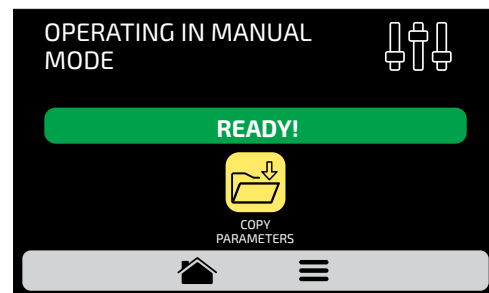 OPERATING IN MANUAL
MODE
READY!
COPY
PARAMETERS